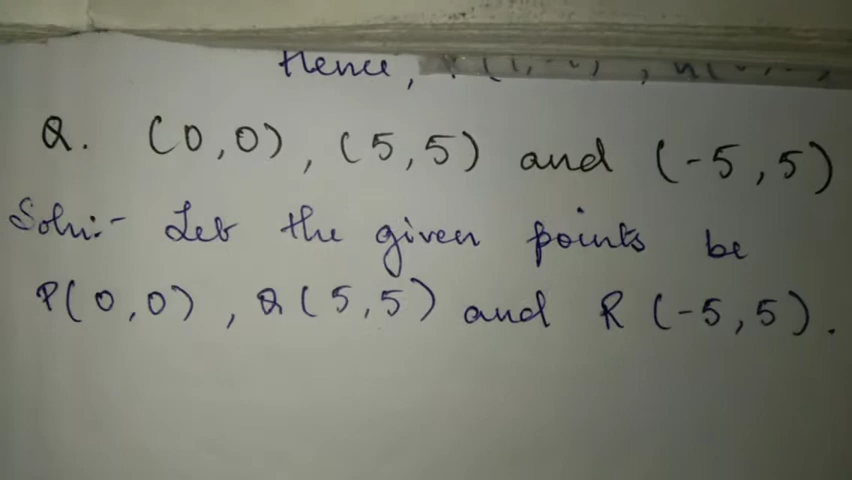 Hence,
Q. (0,0), (5,5) and (-5,5)
Soln:- Let the given points be
P(0,0), Q(5,5) and R(-5,5).